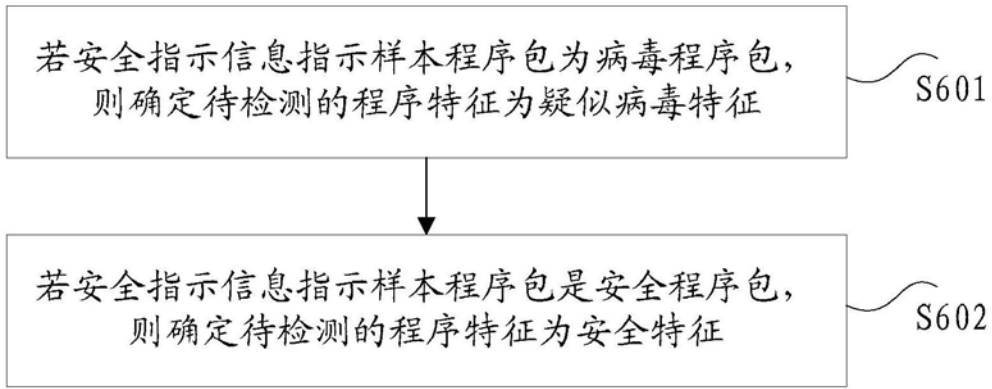 若安全指示信息指示样本程序包为病毒程序包,
则确定待检测的程序特征为疑似病毒特征
S601
若安全指示信息指示样本程序包是安全程序包,
则确定待检测的程序特征为安全特征
S602